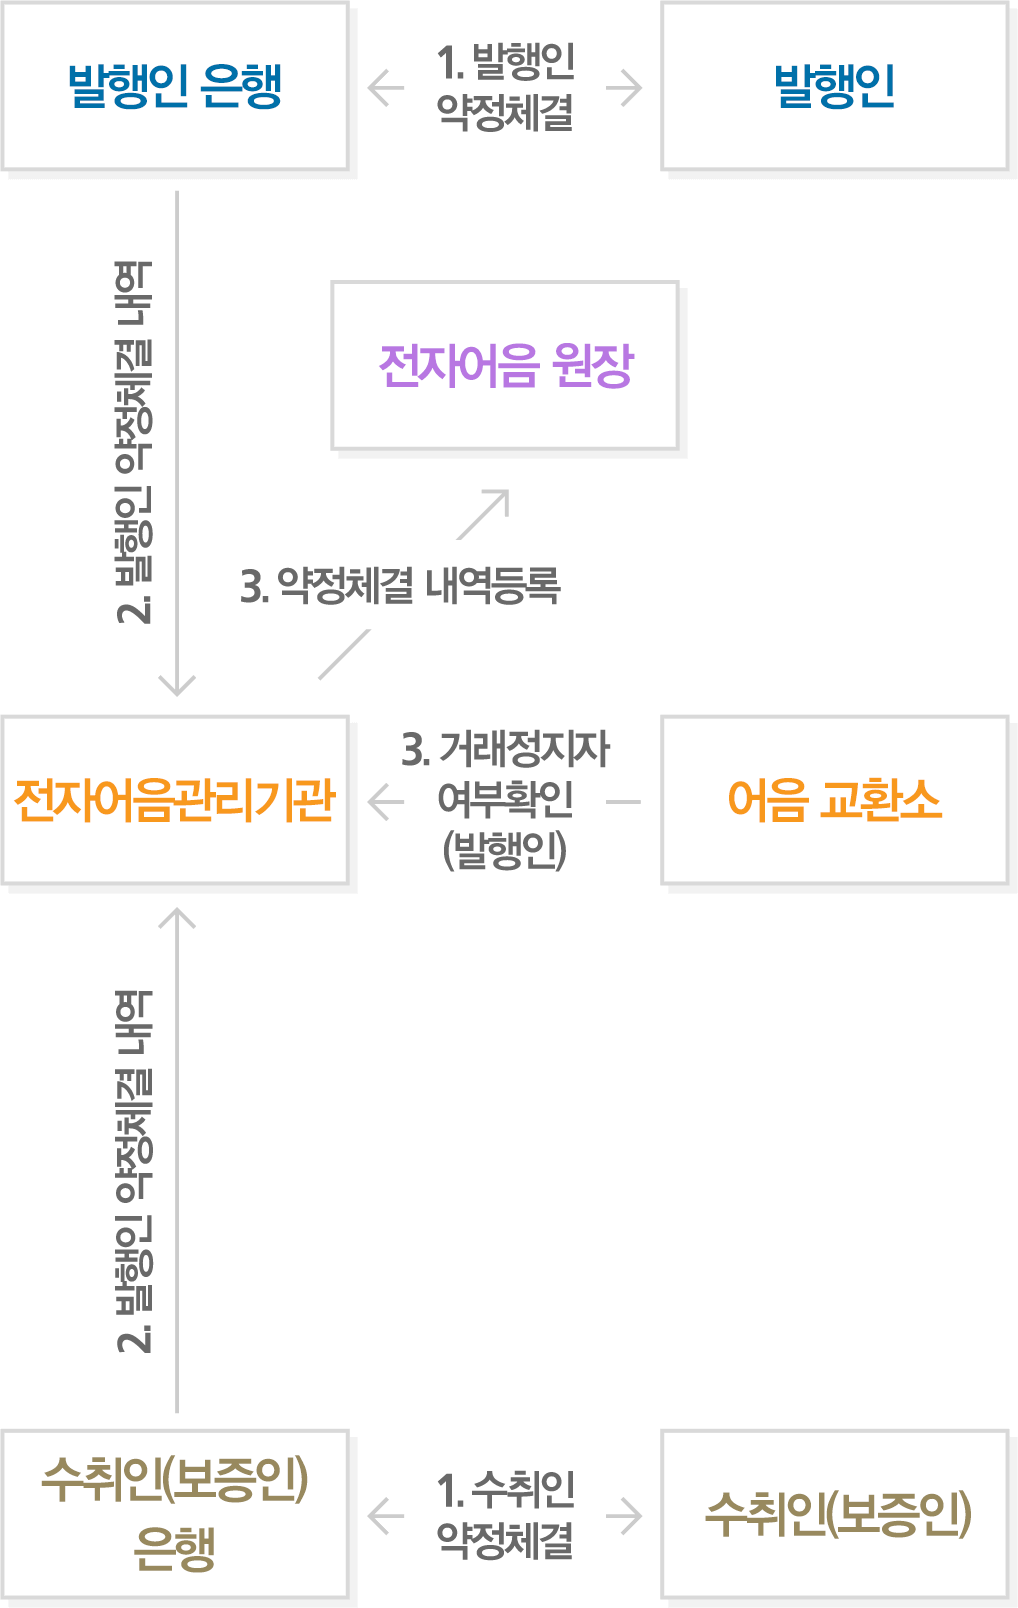 발행인 은행
1. 발행인
약정체결
발행인
2. 발행인 약정체결 내역
전자어음 원장
3. 약정체결 내역등록
전자어음관리기관
3. 거래정지자
여부확인
(발행인)
어음 교환소
2. 발행인 약정체결 내역
수취인(보증인)
은행
1. 수취인
약정체결
수취인(보증인)